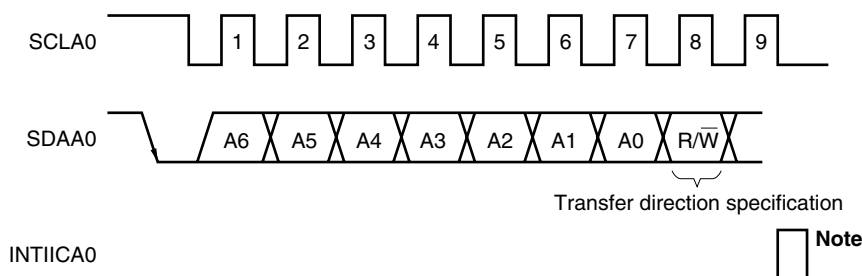 SCLA0 1 2 3 4 5 6 7 8 9
SDAA0 A6 A5 A4 A3 A2 A1 A0 R/W̅
Transfer direction specification
INTIICA0 Note